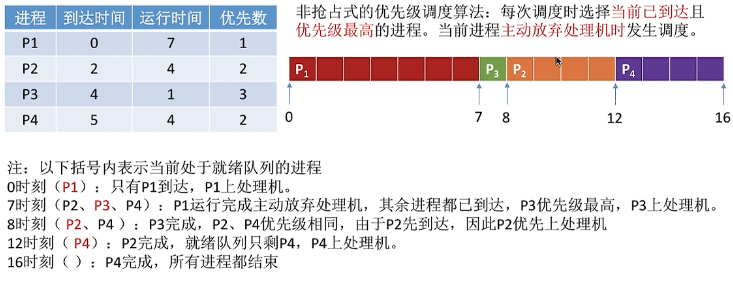 进程 到达时间 运行时间 优先数
P1 0 7 1
P2 2 4 2
P3 4 1 3
P4 5 4 2
非抢占式的优先级调度算法：每次调度时选择当前已到达且
优先级最高的进程。当前进程主动放弃处理机时发生调度。
P1 P3 P2 P4
0 7 8 12 16
注：以下括号内表示当前处于就绪队列的进程
0时刻（P1）：只有P1到达，P1上处理机。
7时刻（P2、P3、P4）：P1运行完成主动放弃处理机，其余进程都已到达，P3优先级最高，P3上处理机。
8时刻（P2、P4）：P3完成，P2、P4优先级相同，由于P2先到达，因此P2优先上处理机
12时刻（P4）：P2完成，就绪队列只剩P4，P4上处理机。
16时刻（ ）：P4完成，所有进程都结束